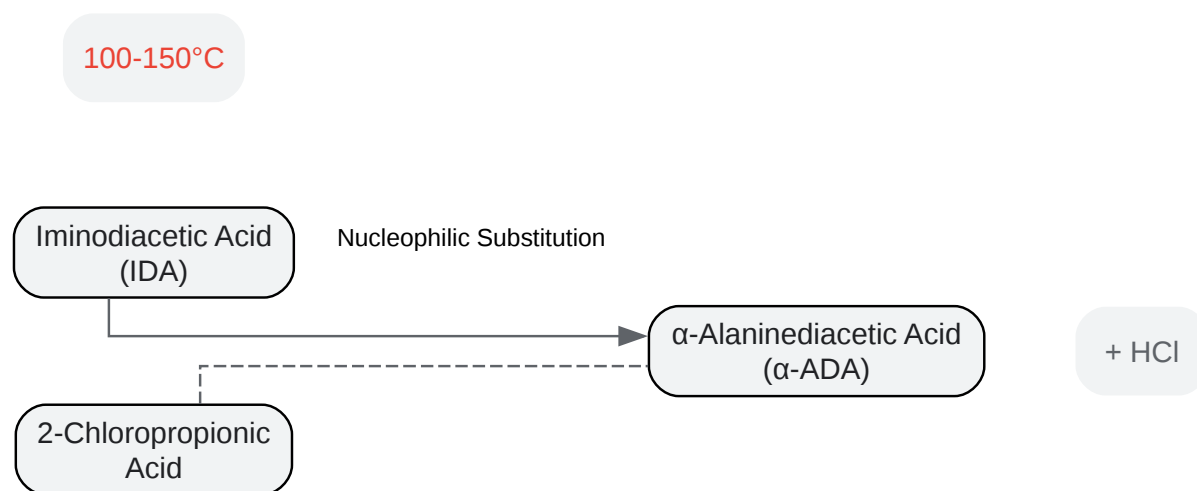 100-150°C
Iminodiacetic Acid
(IDA)
Nucleophilic Substitution
α-Alaninediacetic Acid
(α-ADA)
+ HCl
2-Chloropropionic
Acid